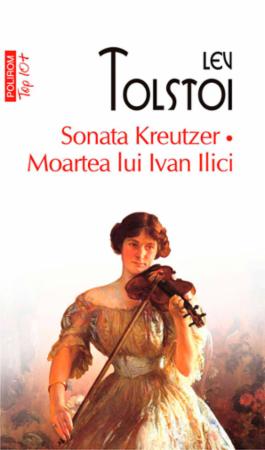 POLIROM
Top 10+
LEV
TOLSTOI
Sonata Kreutzer •
Moartea lui Ivan Ilici